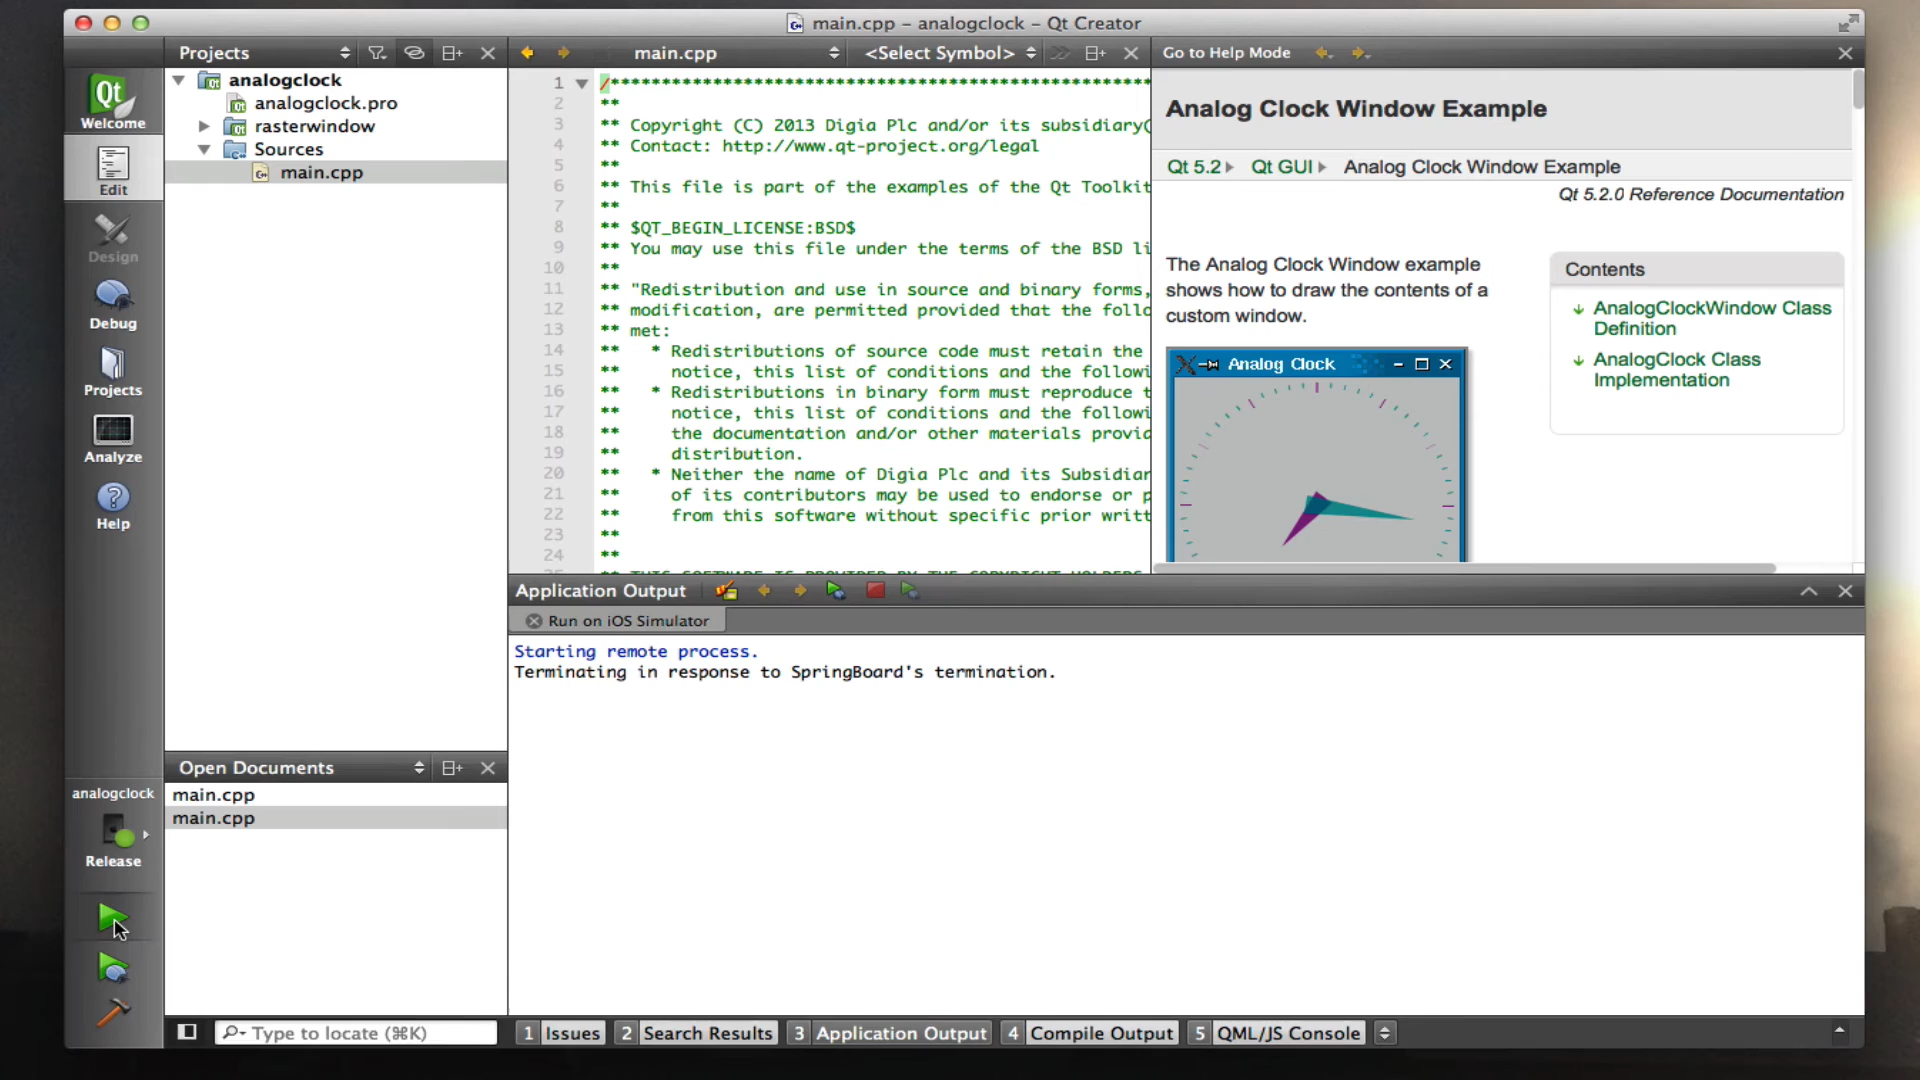 main.cpp – analogclock – Qt Creator
Projects
main.cpp
<Select Symbol>
Go to Help Mode
Qt
Welcome
Edit
Design
Debug
Projects
Analyze
Help
analogclock
Release
analogclock
analogclock.pro
rasterwindow
Sources
main.cpp
Open Documents
main.cpp
main.cpp
1 /*****************************************************
2 **
3 ** Copyright (C) 2013 Digia Plc and/or its subsidiary(
4 ** Contact: http://www.qt-project.org/legal
5 **
6 ** This file is part of the examples of the Qt Toolkit
7 **
8 ** $QT_BEGIN_LICENSE:BSD$
9 ** You may use this file under the terms of the BSD li
10 **
11 ** "Redistribution and use in source and binary forms,
12 ** modification, are permitted provided that the follo
13 ** met:
14 ** * Redistributions of source code must retain the
15 ** notice, this list of conditions and the followi
16 ** * Redistributions in binary form must reproduce t
17 ** notice, this list of conditions and the followi
18 ** the documentation and/or other materials provid
19 ** distribution.
20 ** * Neither the name of Digia Plc and its Subsidiar
21 ** of its contributors may be used to endorse or p
22 ** from this software without specific prior writt
23 **
24 **
Analog Clock Window Example
Qt 5.2 Qt GUI Analog Clock Window Example
Qt 5.2.0 Reference Documentation
The Analog Clock Window example
shows how to draw the contents of a
custom window.
Contents
AnalogClockWindow Class
Definition
AnalogClock Class
Implementation
Analog Clock
Application Output
Run on iOS Simulator
Starting remote process.
Terminating in response to SpringBoard's termination.
Type to locate (⌘K)
1 Issues 2 Search Results 3 Application Output 4 Compile Output 5 QML/JS Console